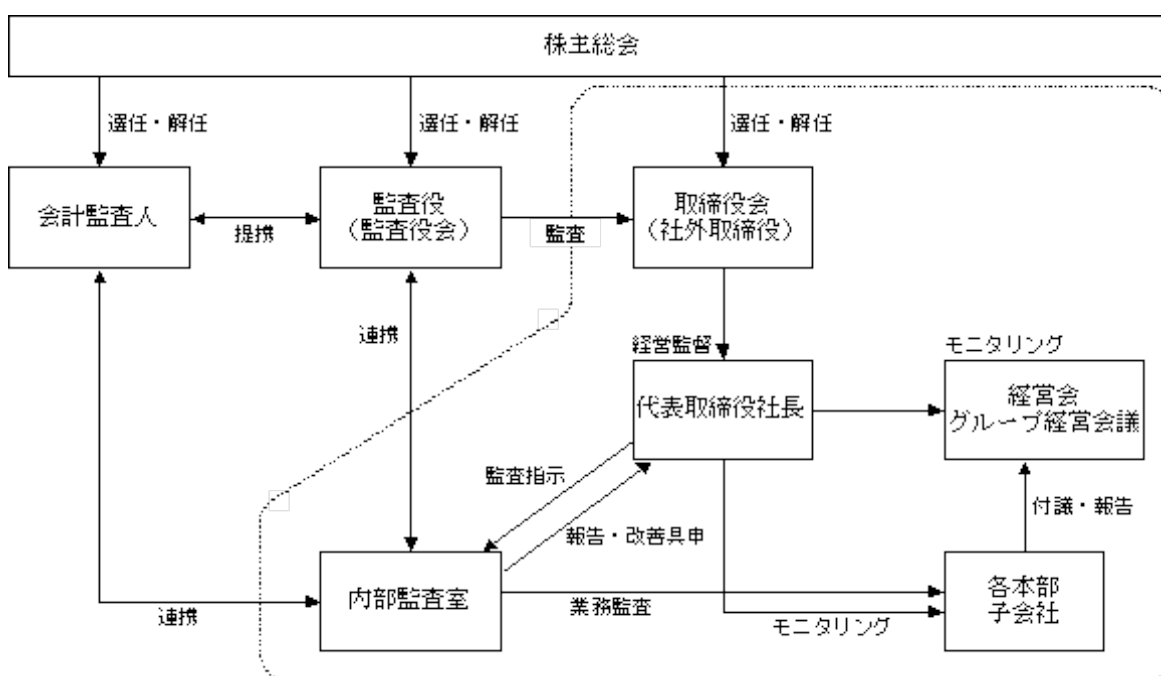 株主総会
選任・解任
選任・解任
選任・解任
会計監査人
提携
監査役
(監査役会)
監査
取締役会
(社外取締役)
連携
経営監督
モニタリング
代表取締役社長
経営会
グループ経営会議
監査指示
報告・改善具申
付議・報告
連携
内部監査室
業務監査
モニタリング
各本部
子会社